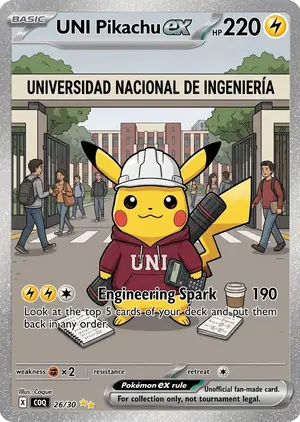 BASIC
UNI Pikachu ex HP 220
UNIVERSIDAD NACIONAL DE INGENIERÍA
UNI
Engineering Spark 190
Look at the top 5 cards of your deck and put
them back in any order.
weakness ×2 resistance retreat
Pokémon ex rule
Illus: Coque
Unofficial fan-made card.
X COQ 26/30
For collection only, not tournament legal.